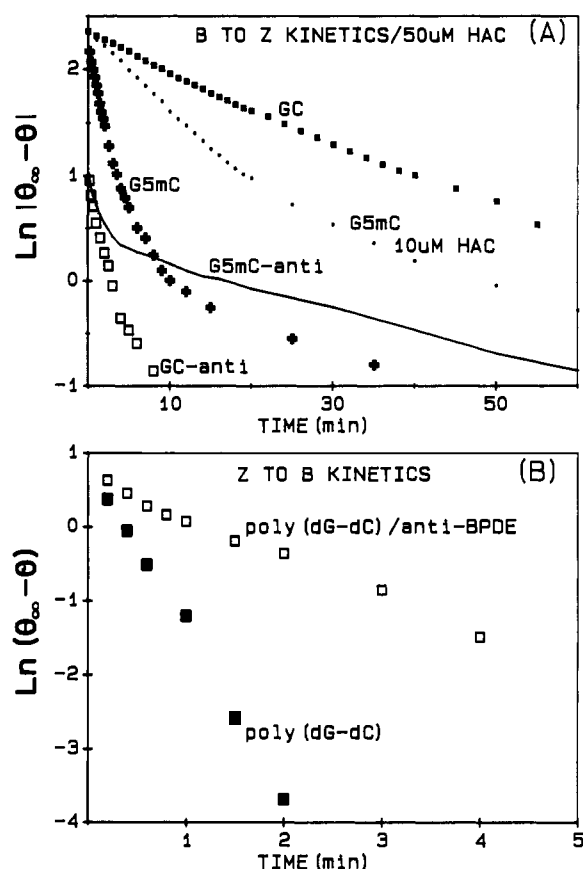 B TO Z KINETICS/50uM HAC (A)
Ln |θ∞-θ|
2
1
0
-1
GC
G5mC
G5mC
10uM HAC
G5mC-anti
GC-anti
10
30
50
TIME (min)
Z TO B KINETICS (B)
Ln (θ∞-θ)
1
0
-1
-2
-3
-4
poly (dG-dC) /anti-BPDE
poly (dG-dC)
1
2
3
4
5
TIME (min)